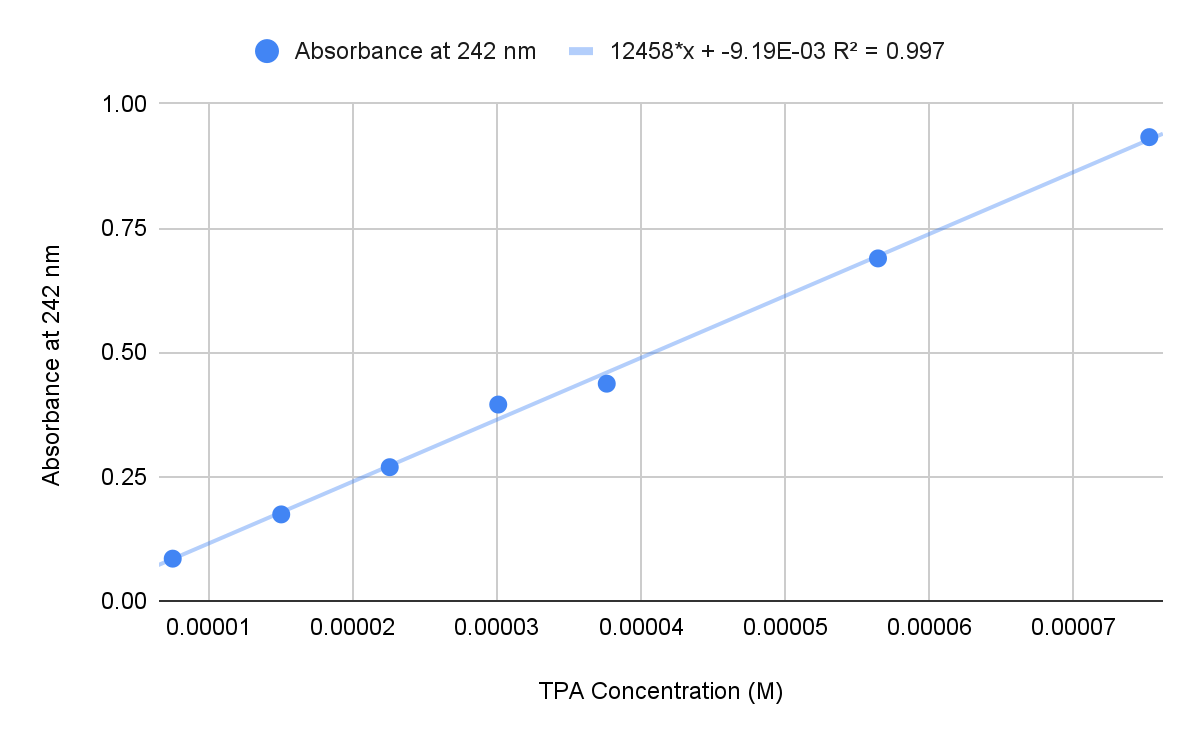 Absorbance at 242 nm 12458*x + -9.19E-03 R² = 0.997
1.00
0.75
0.50
0.25
0.00
Absorbance at 242 nm
0.00001 0.00002 0.00003 0.00004 0.00005 0.00006 0.00007
TPA Concentration (M)